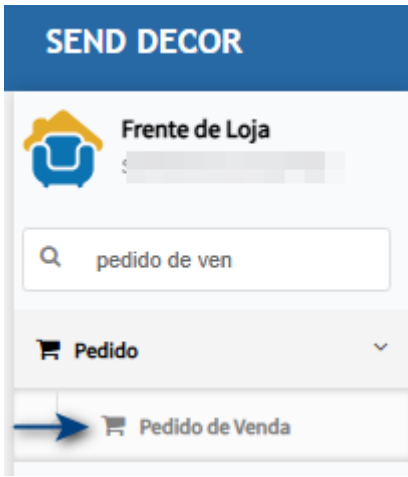 SEND DECOR
Frente de Loja
pedido de ven
Pedido
Pedido de Venda